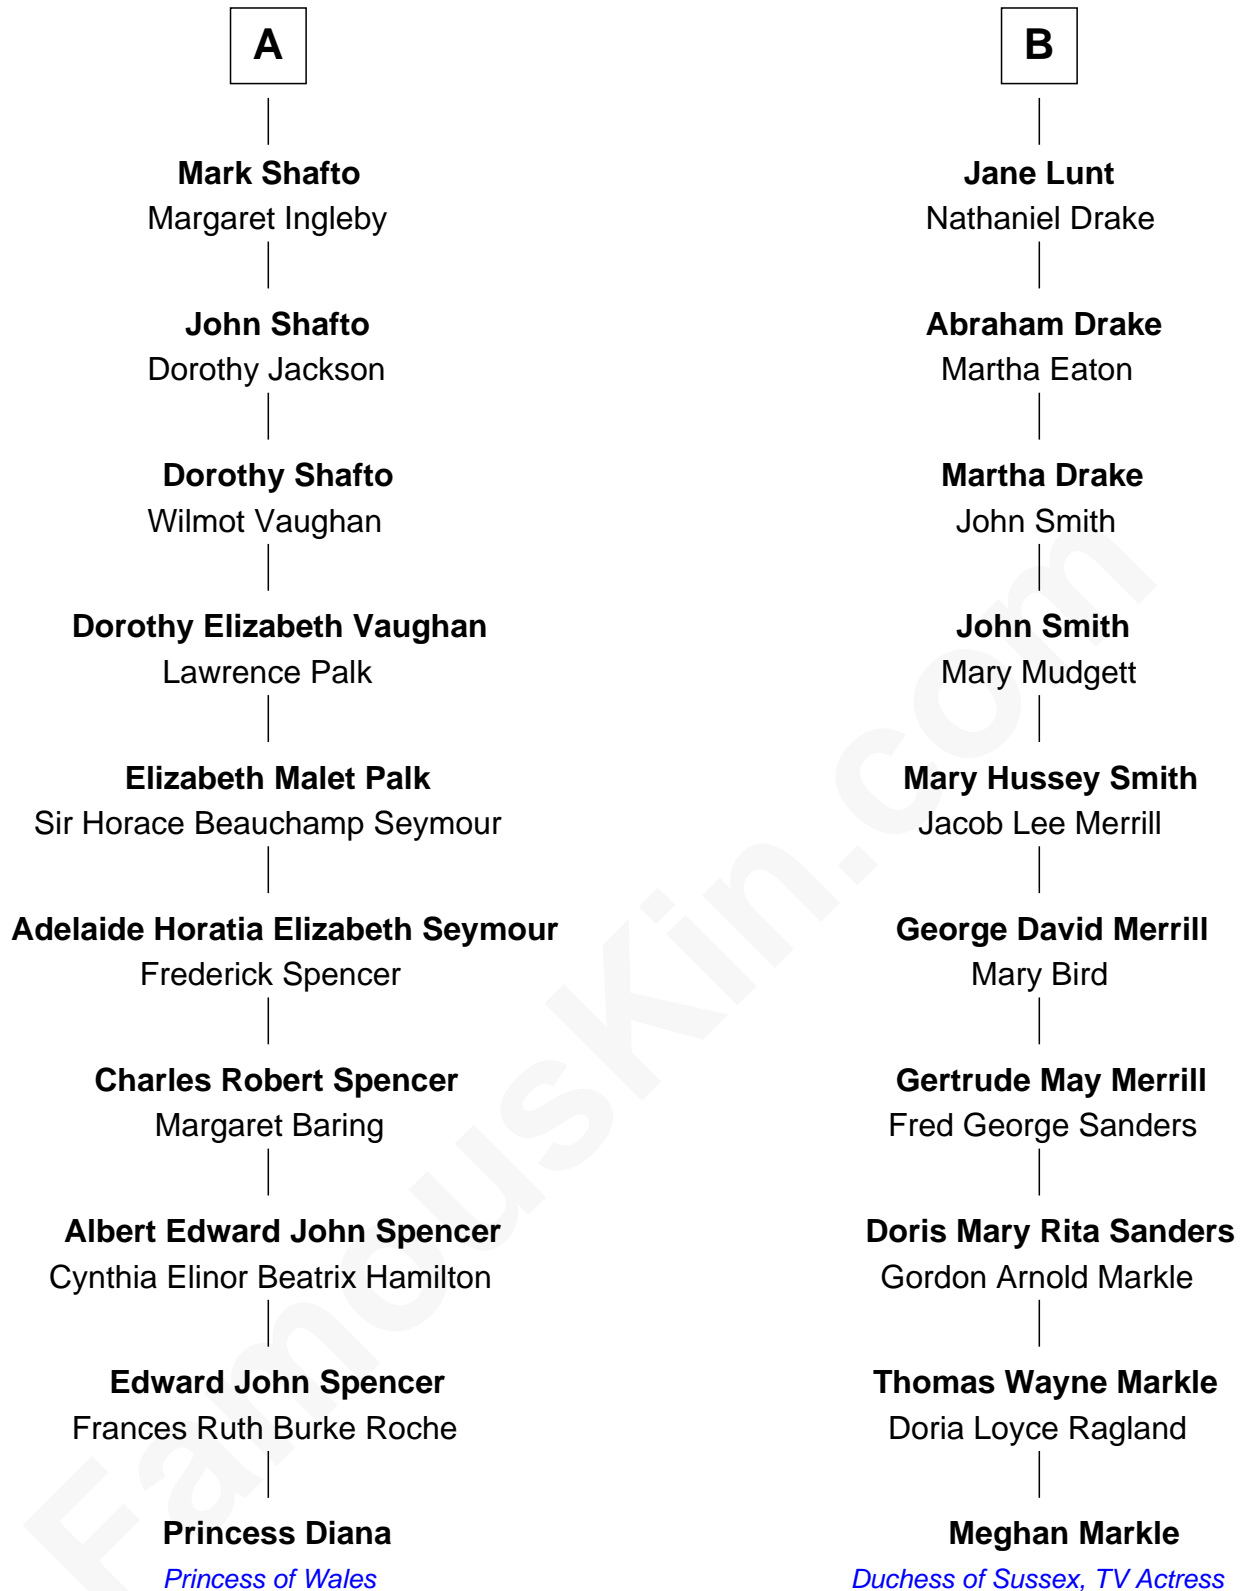 A
Mark Shafto
Margaret Ingleby
John Shafto
Dorothy Jackson
Dorothy Shafto
Wilmot Vaughan
Dorothy Elizabeth Vaughan
Lawrence Palk
Elizabeth Malet Palk
Sir Horace Beauchamp Seymour
Adelaide Horatia Elizabeth Seymour
Frederick Spencer
Charles Robert Spencer
Margaret Baring
Albert Edward John Spencer
Cynthia Elinor Beatrix Hamilton
Edward John Spencer
Frances Ruth Burke Roche
Princess Diana
Princess of Wales
B
Jane Lunt
Nathaniel Drake
Abraham Drake
Martha Eaton
Martha Drake
John Smith
John Smith
Mary Mudgett
Mary Hussey Smith
Jacob Lee Merrill
George David Merrill
Mary Bird
Gertrude May Merrill
Fred George Sanders
Doris Mary Rita Sanders
Gordon Arnold Markle
Thomas Wayne Markle
Doria Loyce Ragland
Meghan Markle
Duchess of Sussex, TV Actress
FamousKin.com